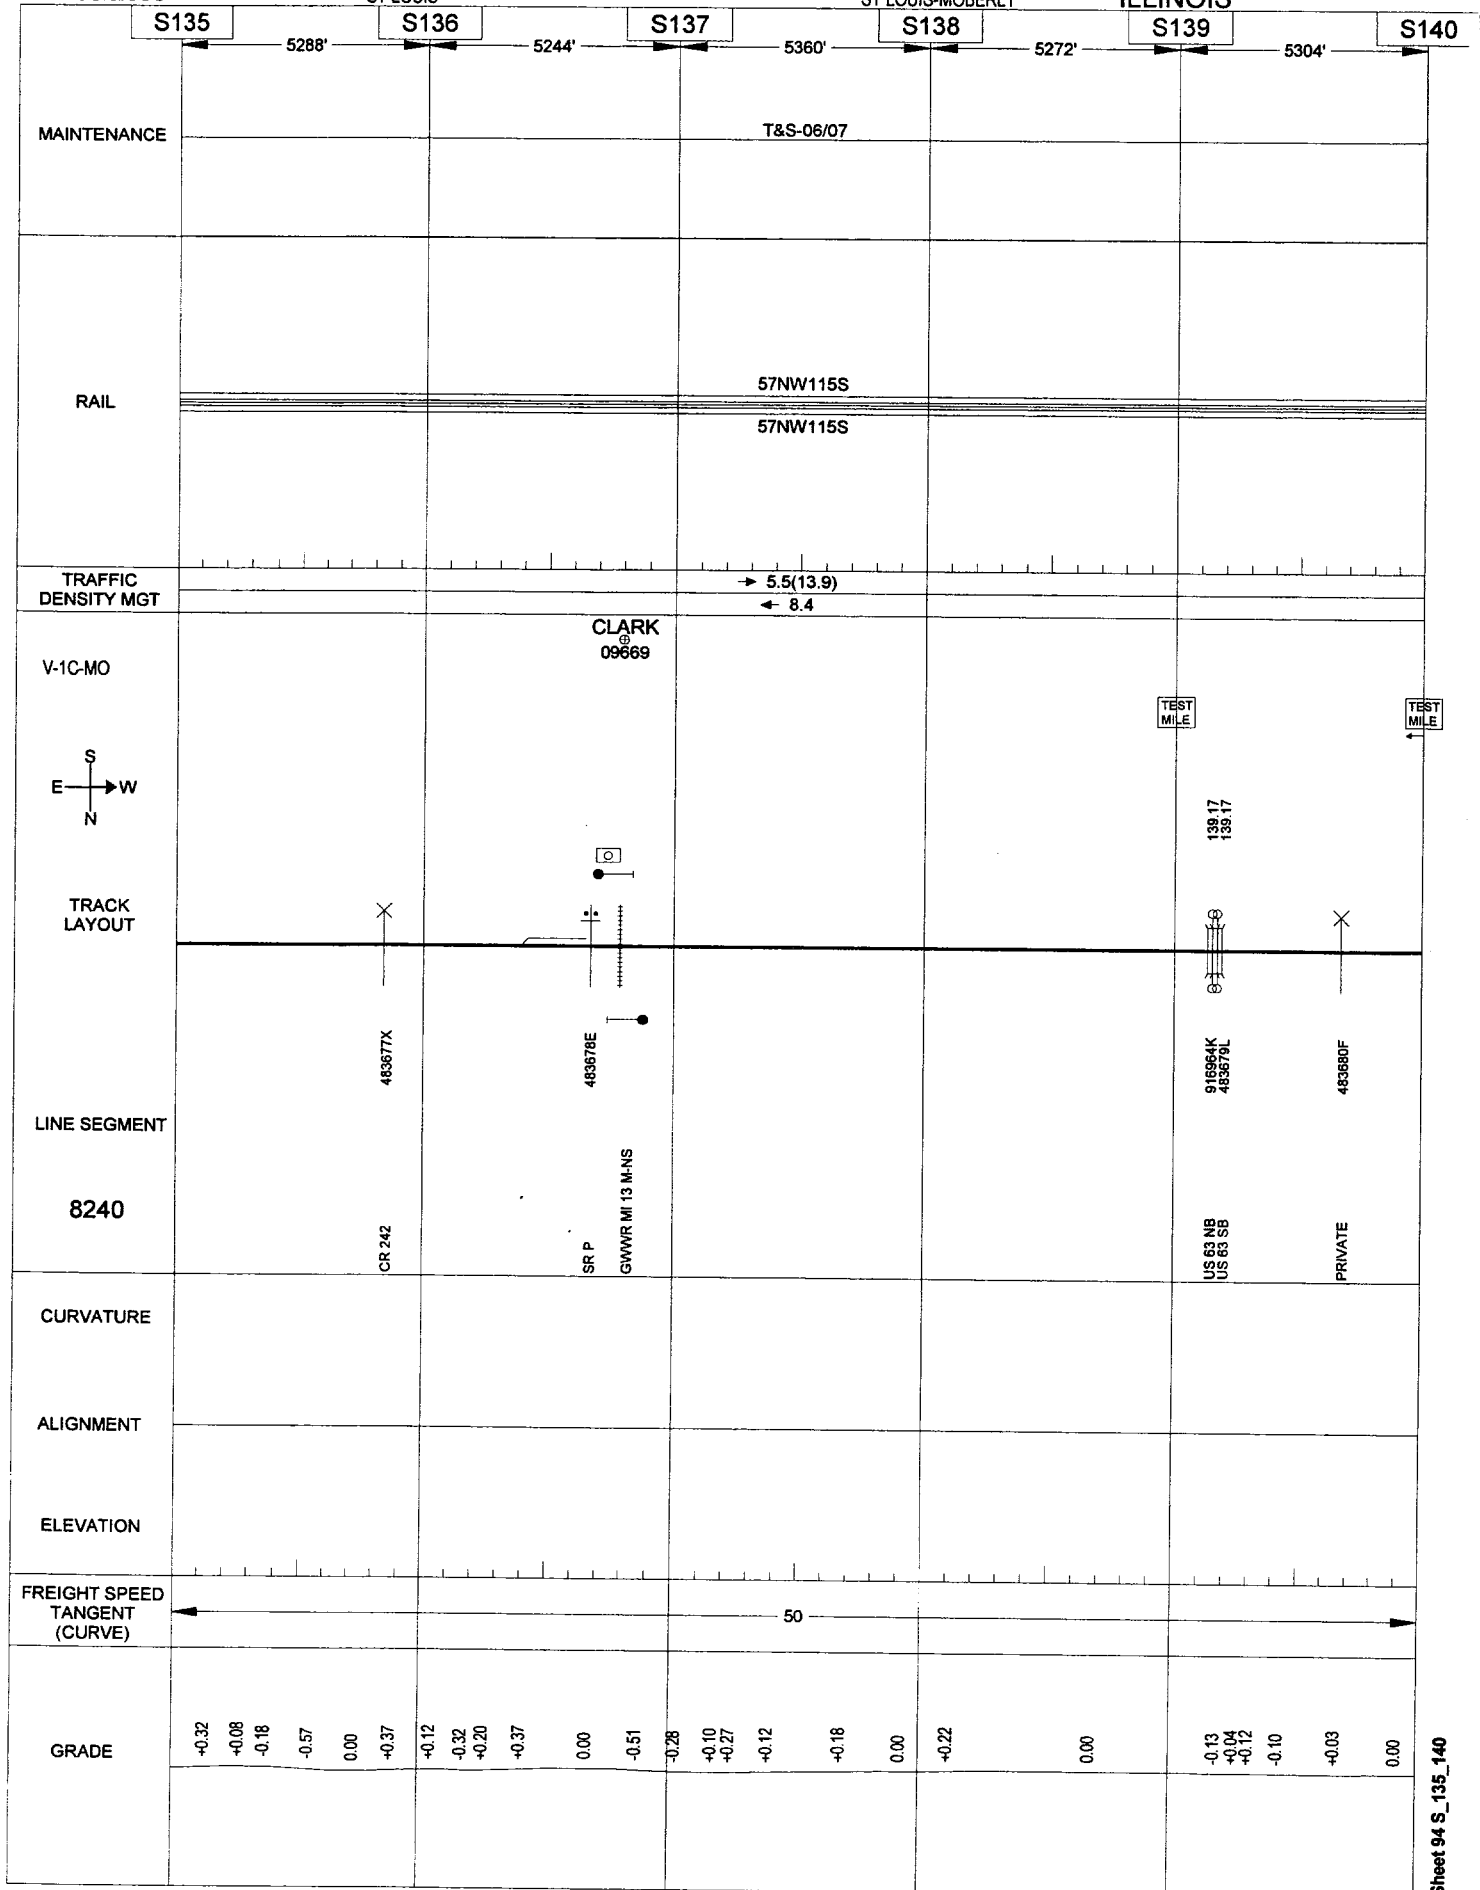 ST LOUIS-MOBERLY ILLINOIS
S135 S136 S137 S138 S139 S140
5288' 5244' 5360' 5272' 5304'
MAINTENANCE
T&S-06/07
57NW115S
RAIL
57NW115S
TRAFFIC
DENSITY MGT
→ 5.5(13.9)
← 8.4
CLARK
09669
V-1C-MO
TEST
MILE
TEST
MILE
S
E W
N
139.17
139.17
TRACK
LAYOUT
483677X
483678E
916964K
483679L
483680F
LINE SEGMENT
8240
CR 242
SR P
GWWR MI 13 M-NS
US 63 NB
US 63 SB
PRIVATE
CURVATURE
ALIGNMENT
ELEVATION
FREIGHT SPEED
TANGENT
(CURVE)
50
GRADE
+0.32
+0.08
-0.18
-0.57
0.00
+0.37
+0.12
-0.32
+0.20
+0.37
0.00
-0.51
-0.28
+0.10
+0.27
+0.12
+0.18
0.00
+0.22
0.00
-0.13
+0.04
+0.12
-0.10
+0.03
0.00
Sheet 94 S_135_140